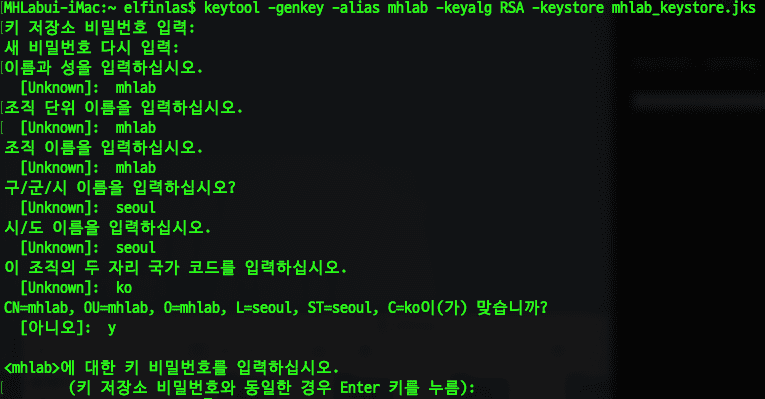 [MHLabui-iMac:~ elfinlas$ keytool -genkey -alias mhlab -keyalg RSA -keystore mhlab_keystore.jks
[키 저장소 비밀번호 입력:
새 비밀번호 다시 입력:
[이름과 성을 입력하십시오.
[Unknown]:  mhlab
[조직 단위 이름을 입력하십시오.
[ [Unknown]:  mhlab
조직 이름을 입력하십시오.
[Unknown]:  mhlab
구/군/시 이름을 입력하십시오?
[Unknown]:  seoul
시/도 이름을 입력하십시오.
[Unknown]:  seoul
이 조직의 두 자리 국가 코드를 입력하십시오.
[Unknown]:  ko
CN=mhlab, OU=mhlab, O=mhlab, L=seoul, ST=seoul, C=ko이(가) 맞습니까?
[아니오]:  y
<mhlab>에 대한 키 비밀번호를 입력하십시오.
[ (키 저장소 비밀번호와 동일한 경우 Enter 키를 누름):